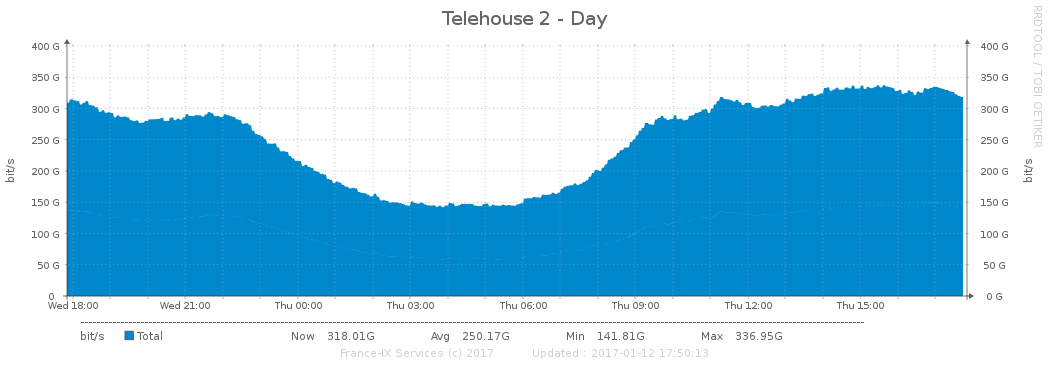 Telehouse 2 - Day
RRDTOOL / TOBI OETIKER
bit/s
400 G 400 G
350 G 350 G
300 G 300 G
250 G 250 G
200 G 200 G
150 G 150 G
100 G 100 G
50 G 50 G
0 0 G
bit/s
Wed 18:00 Wed 21:00 Thu 00:00 Thu 03:00 Thu 06:00 Thu 09:00 Thu 12:00 Thu 15:00
bit/s Total Now 318.01G Avg 250.17G Min 141.81G Max 336.95G
France-IX Services (c) 2017 Updated : 2017-01-12 17:50:13